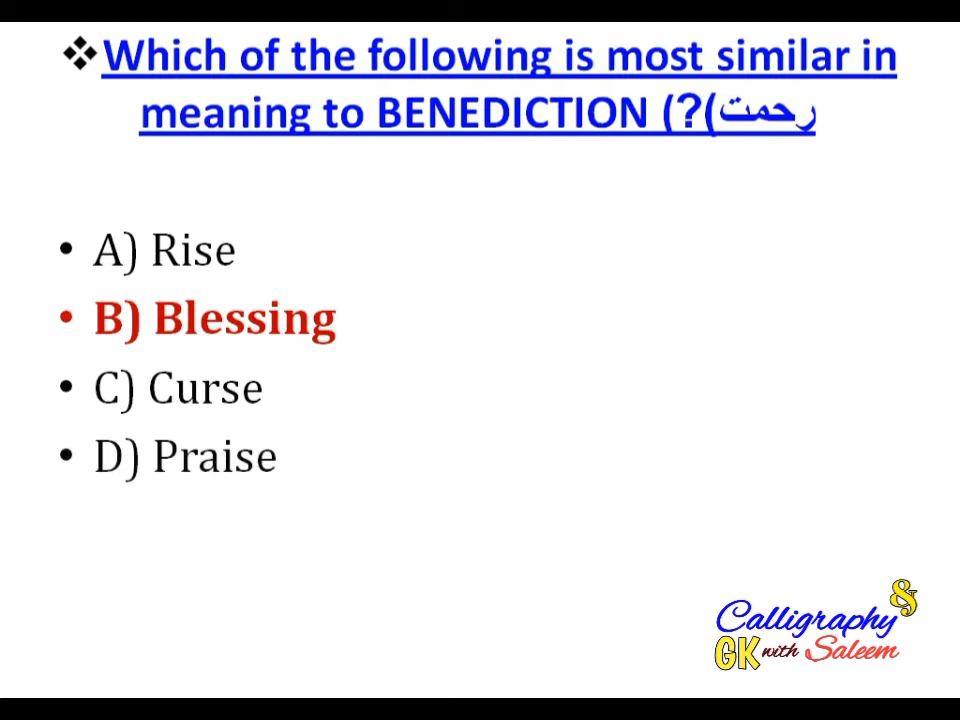 ❖Which of the following is most similar in
meaning to BENEDICTION (?(رحمت
• A) Rise
• B) Blessing
• C) Curse
• D) Praise
Calligraphy &
GK with Saleem